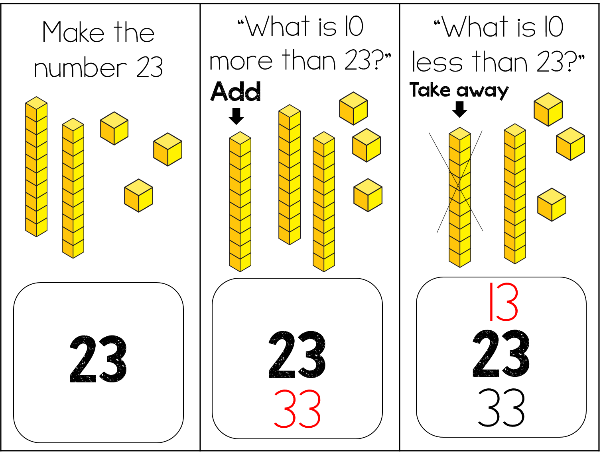 Make the
number 23
23
“What is 10
more than 23?”
Add
23
33
“What is 10
less than 23?”
Take away
13
23
33